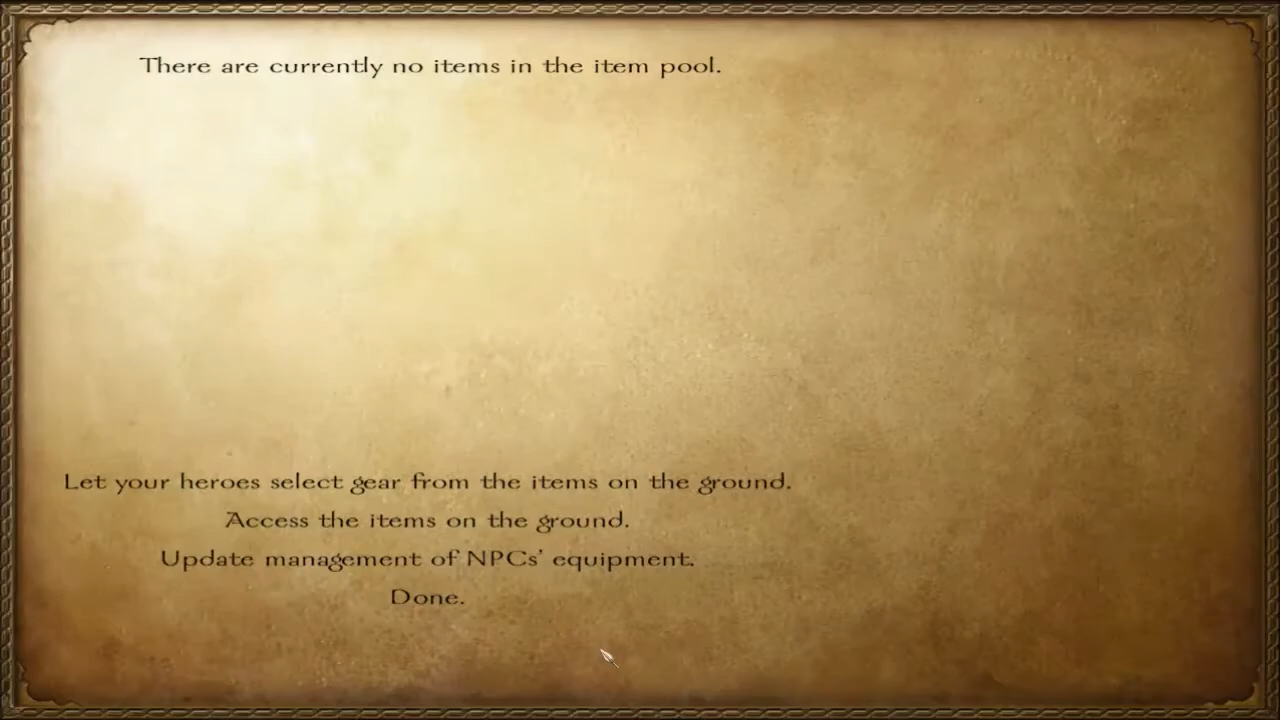 There are currently no items in the item pool.
Let your heroes select gear from the items on the ground.
Access the items on the ground.
Update management of NPCs' equipment.
Done.